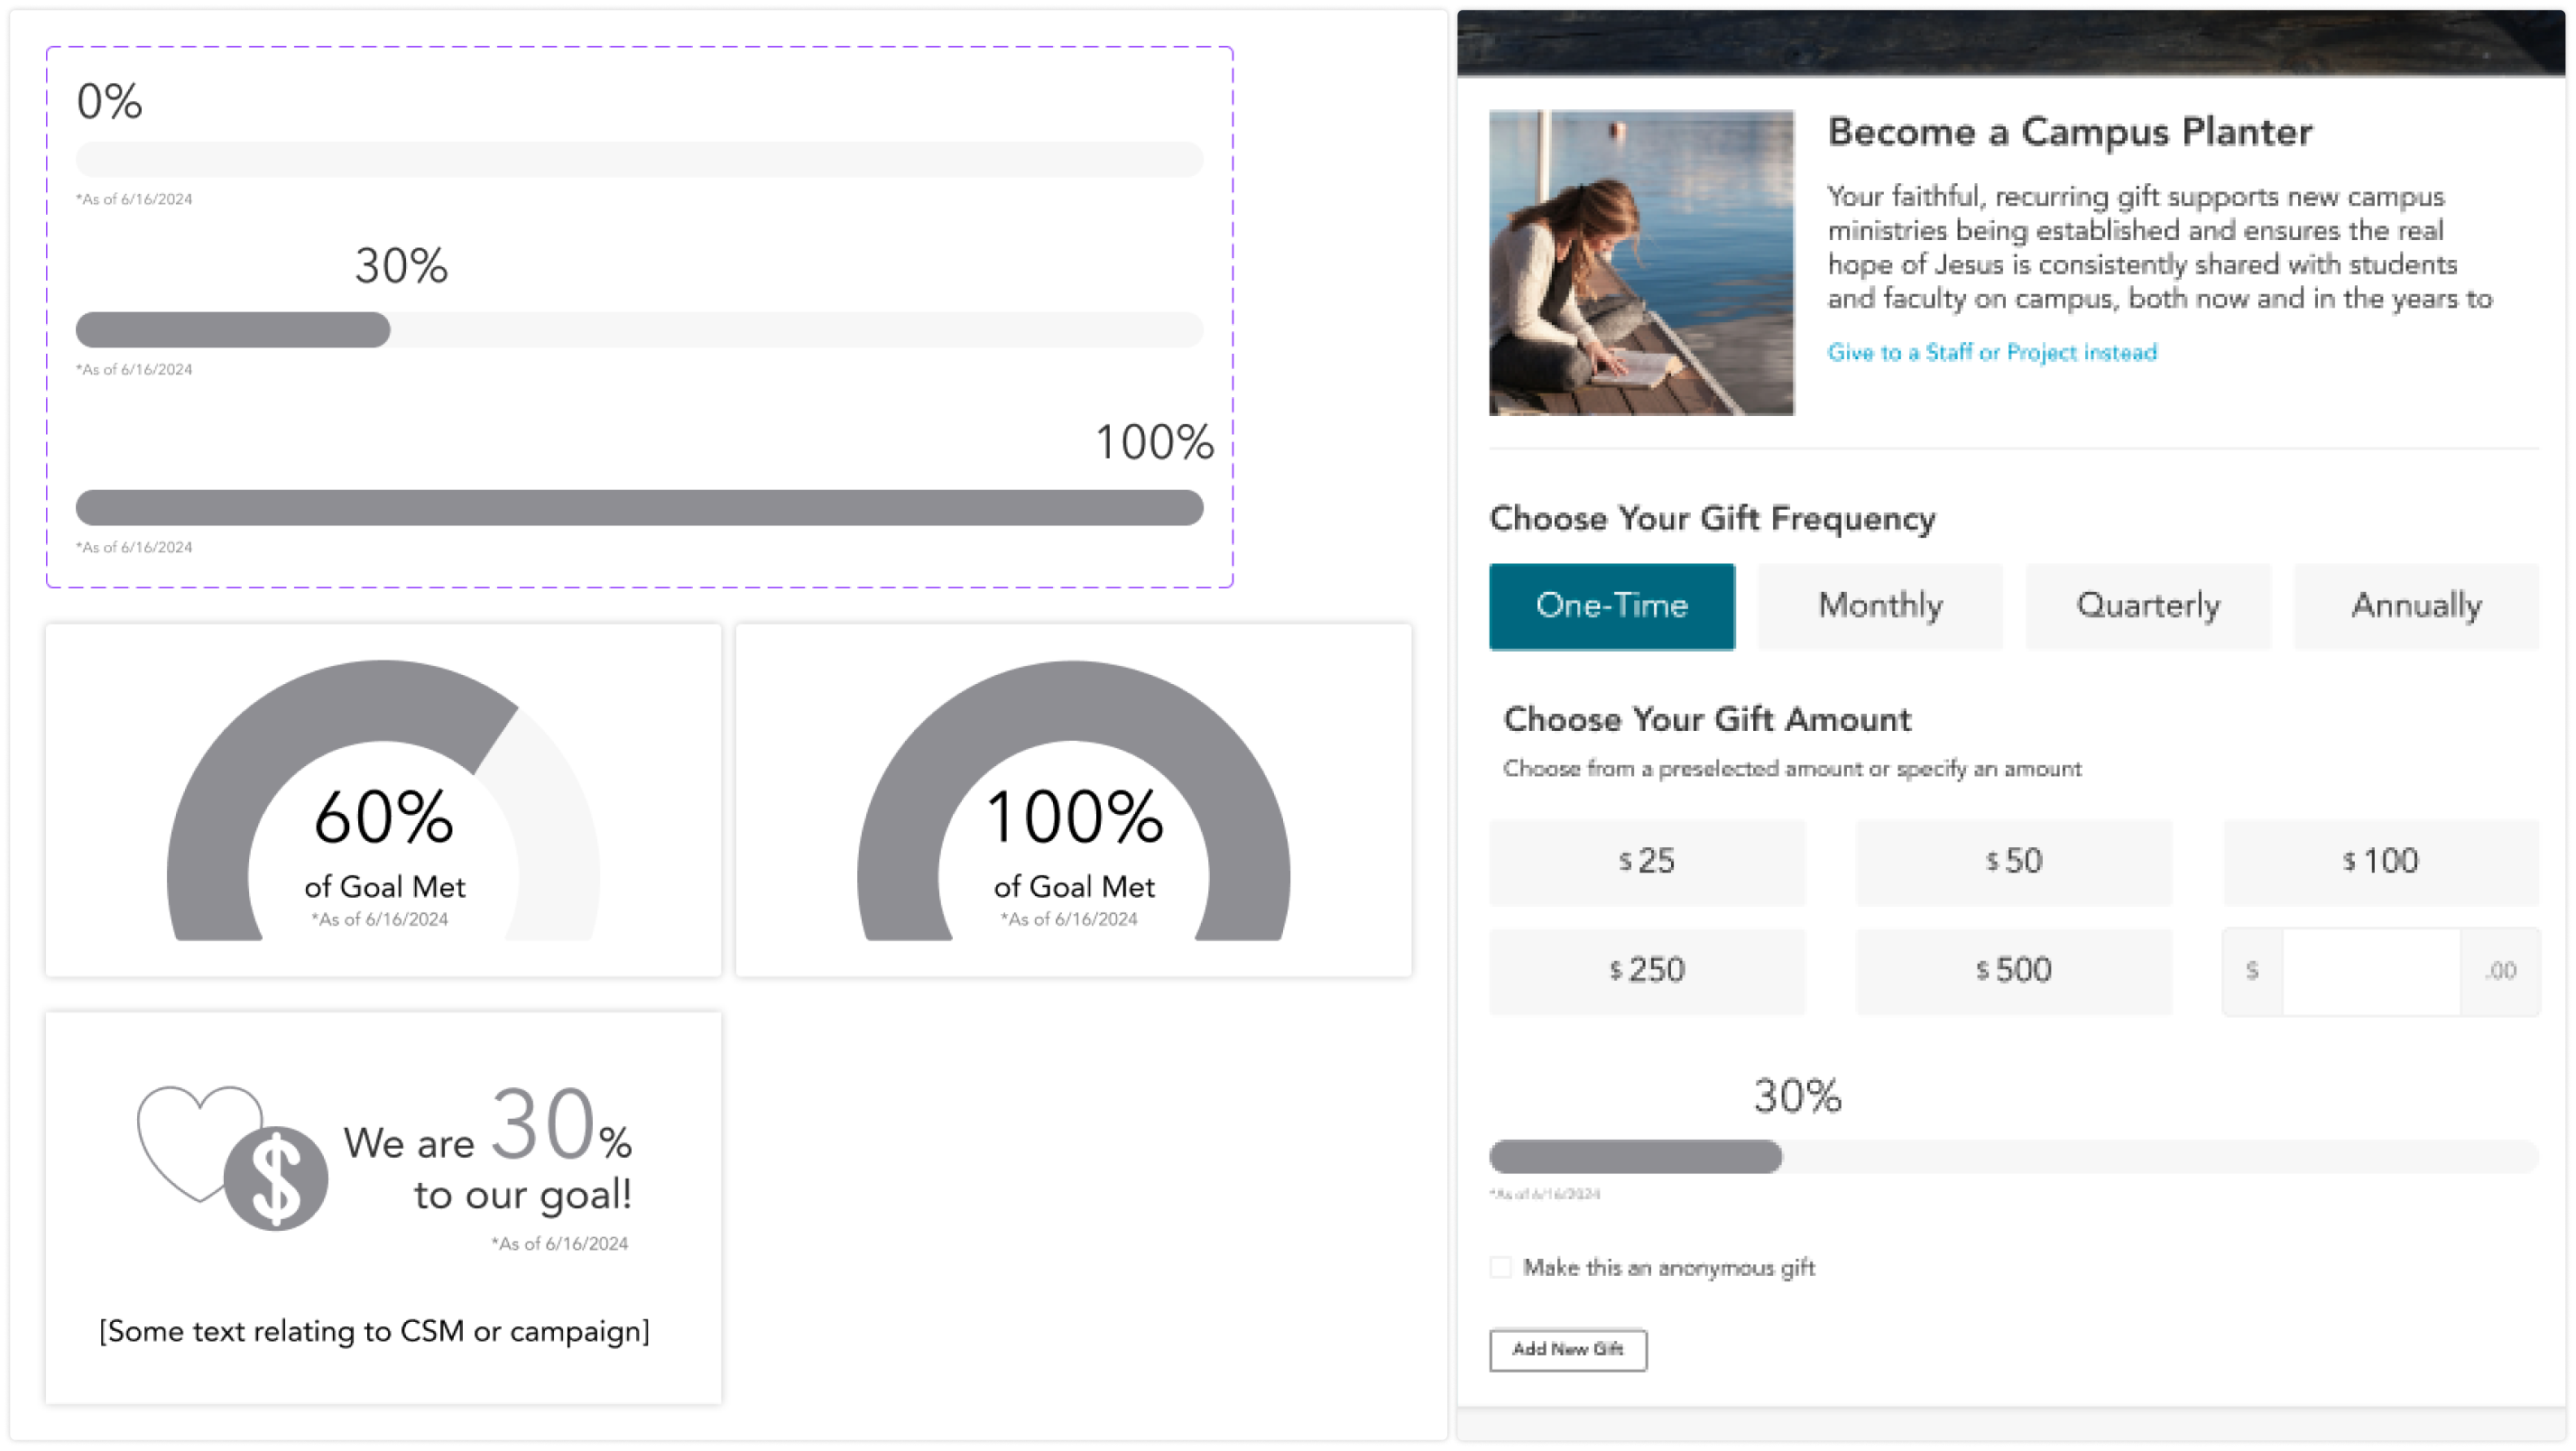 0%
*As of 6/16/2024
30%
*As of 6/16/2024
100%
*As of 6/16/2024
60%
of Goal Met
*As of 6/16/2024
100%
of Goal Met
*As of 6/16/2024
We are 30%
to our goal!
*As of 6/16/2024
[Some text relating to CSM or campaign]
Become a Campus Planter
Your faithful, recurring gift supports new campus
ministries being established and ensures the real
hope of Jesus is consistently shared with students
and faculty on campus, both now and in the years to
Give to a Staff or Project instead
Choose Your Gift Frequency
One-Time Monthly Quarterly Annually
Choose Your Gift Amount
Choose from a preselected amount or specify an amount
$ 25 $ 50 $ 100
$ 250 $ 500 $ .00
30%
*As of 6/16/2024
Make this an anonymous gift
Add New Gift